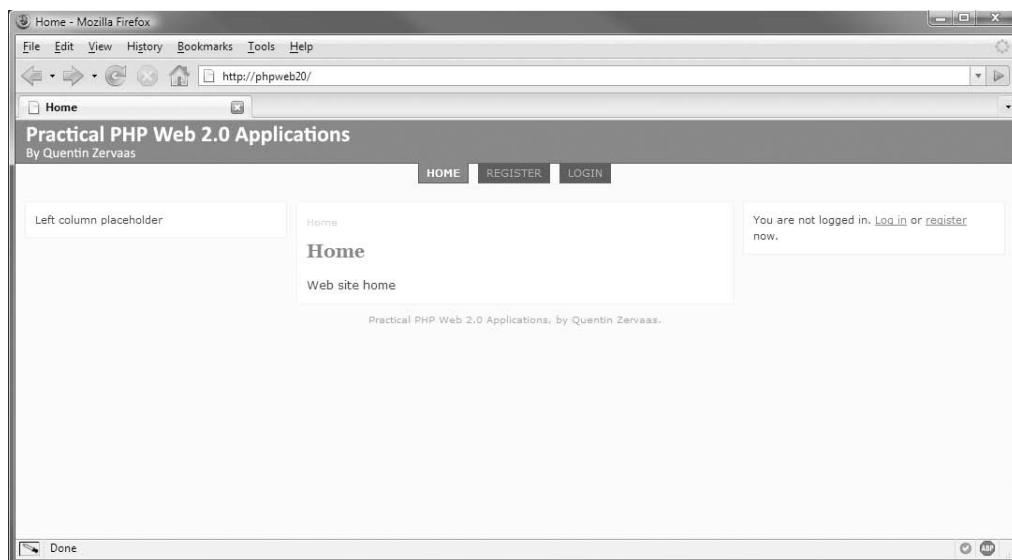 Home - Mozilla Firefox
File Edit View History Bookmarks Tools Help
http://phpweb20/
Home
Practical PHP Web 2.0 Applications
By Quentin Zervaas
HOME REGISTER LOGIN
Left column placeholder
Home
Home
Web site home
You are not logged in. Log in or register
now.
Practical PHP Web 2.0 Applications, by Quentin Zervaas.
Done
ABP